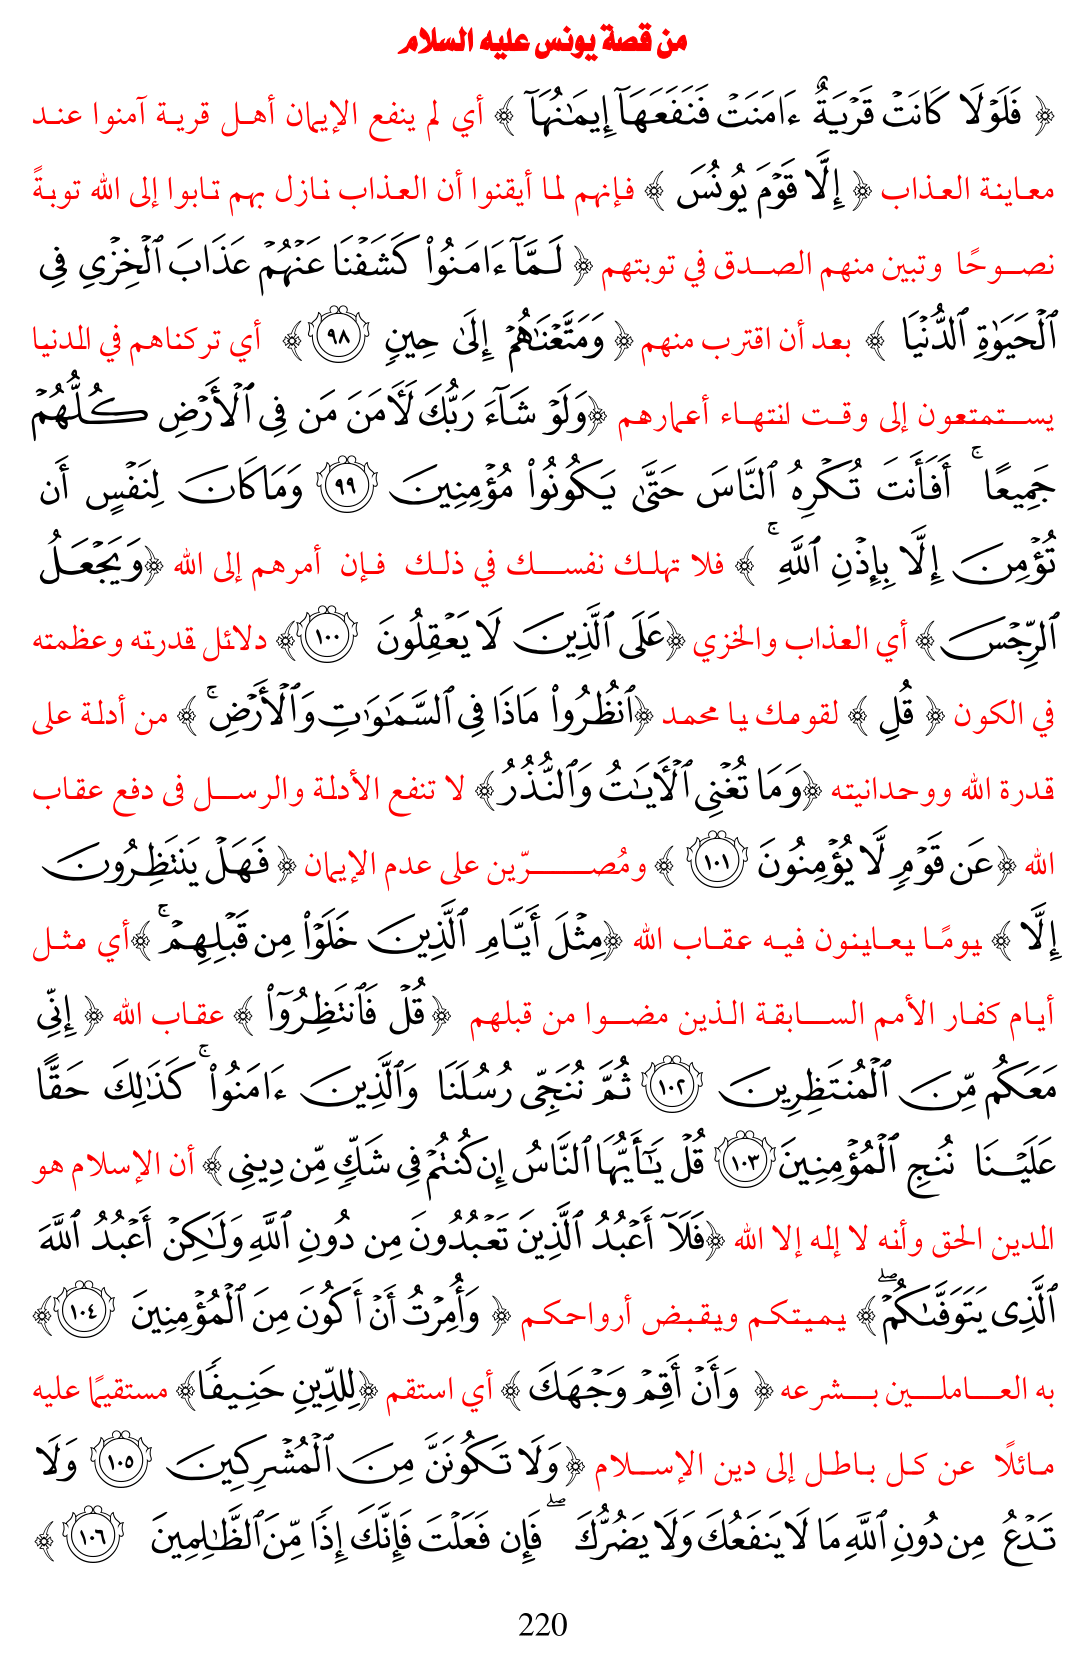 من قصة يونس عليه السلام
﴿ فَلَوْلَا كَانَتْ قَرْيَةٌ ءَامَنَتْ فَنَفَعَهَآ إِيمَـٰنُهَآ ﴾ أي لم ينفع الإيمان أهل قرية آمنوا عند
معاينة العذاب ﴿ إِلَّا قَوْمَ يُونُسَ ﴾ فإنهم لما أيقنوا أن العذاب نازل بهم تابوا إلى الله توبةً
نصوحًا وتبين منهم الصدق في توبتهم ﴿ لَمَّآ ءَامَنُوا۟ كَشَفْنَا عَنْهُمْ عَذَابَ ٱلْخِزْىِ فِى
ٱلْحَيَوٰةِ ٱلدُّنْيَا ﴾ بعد أن اقترب منهم ﴿ وَمَتَّعْنَـٰهُمْ إِلَىٰ حِينٍ ٩٨ ﴾ أي تركناهم في الدنيا
يستمتعون إلى وقت انتهاء أعمارهم ﴿وَلَوْ شَآءَ رَبُّكَ لَـَٔامَنَ مَن فِى ٱلْأَرْضِ كُلُّهُمْ
جَمِيعًا ۚ أَفَأَنتَ تُكْرِهُ ٱلنَّاسَ حَتَّىٰ يَكُونُوا۟ مُؤْمِنِينَ ٩٩ وَمَا كَانَ لِنَفْسٍ أَن
تُؤْمِنَ إِلَّا بِإِذْنِ ٱللَّهِ ۚ ﴾ فلا تهلك نفسك في ذلك فإن أمرهم إلى الله ﴿وَيَجْعَلُ
ٱلرِّجْسَ﴾ أي العذاب والخزي ﴿عَلَى ٱلَّذِينَ لَا يَعْقِلُونَ ١٠٠﴾ دلائل قدرته وعظمته
في الكون ﴿ قُلِ ﴾ لقومك يا محمد ﴿ٱنظُرُوا۟ مَاذَا فِى ٱلسَّمَـٰوَٰتِ وَٱلْأَرْضِ ۚ ﴾ من أدلة على
قدرة الله ووحدانيته ﴿وَمَا تُغْنِى ٱلْـَٔايَـٰتُ وَٱلنُّذُرُ﴾ لا تنفع الأدلة والرسل فى دفع عقاب
الله ﴿عَن قَوْمٍ لَّا يُؤْمِنُونَ ١٠١ ﴾ ومُصرّين على عدم الإيمان ﴿ فَهَلْ يَنتَظِرُونَ
إِلَّا ﴾ يومًا يعاينون فيه عقاب الله ﴿مِثْلَ أَيَّامِ ٱلَّذِينَ خَلَوْا۟ مِن قَبْلِهِمْ ۚ ﴾أي مثل
أيام كفار الأمم السابقة الذين مضوا من قبلهم ﴿قُلْ فَٱنتَظِرُوٓا۟ ﴾ عقاب الله ﴿ إِنِّى
مَعَكُم مِّنَ ٱلْمُنتَظِرِينَ ١٠٢ ثُمَّ نُنَجِّى رُسُلَنَا وَٱلَّذِينَ ءَامَنُوا۟ ۚ كَذَٰلِكَ حَقًّا
عَلَيْنَا نُنجِ ٱلْمُؤْمِنِينَ ١٠٣ قُلْ يَـٰٓأَيُّهَا ٱلنَّاسُ إِن كُنتُمْ فِى شَكٍّ مِّن دِينِى ﴾ أن الإسلام هو
الدين الحق وأنه لا إله إلا الله ﴿فَلَآ أَعْبُدُ ٱلَّذِينَ تَعْبُدُونَ مِن دُونِ ٱللَّهِ وَلَـٰكِنْ أَعْبُدُ ٱللَّهَ
ٱلَّذِى يَتَوَفَّىٰكُمْ ۖ ﴾ يميتكم ويقبض أرواحكم ﴿ وَأُمِرْتُ أَنْ أَكُونَ مِنَ ٱلْمُؤْمِنِينَ ١٠٤﴾
به العاملين بشرعه ﴿ وَأَنْ أَقِمْ وَجْهَكَ ﴾ أي استقم ﴿لِلدِّينِ حَنِيفًا﴾ مستقيمًا عليه
مائلًا عن كل باطل إلى دين الإسلام ﴿وَلَا تَكُونَنَّ مِنَ ٱلْمُشْرِكِينَ ١٠٥ وَلَا
تَدْعُ مِن دُونِ ٱللَّهِ مَا لَا يَنفَعُكَ وَلَا يَضُرُّكَ ۖ فَإِن فَعَلْتَ فَإِنَّكَ إِذًا مِّنَ ٱلظَّـٰلِمِينَ ١٠٦ ﴾
220